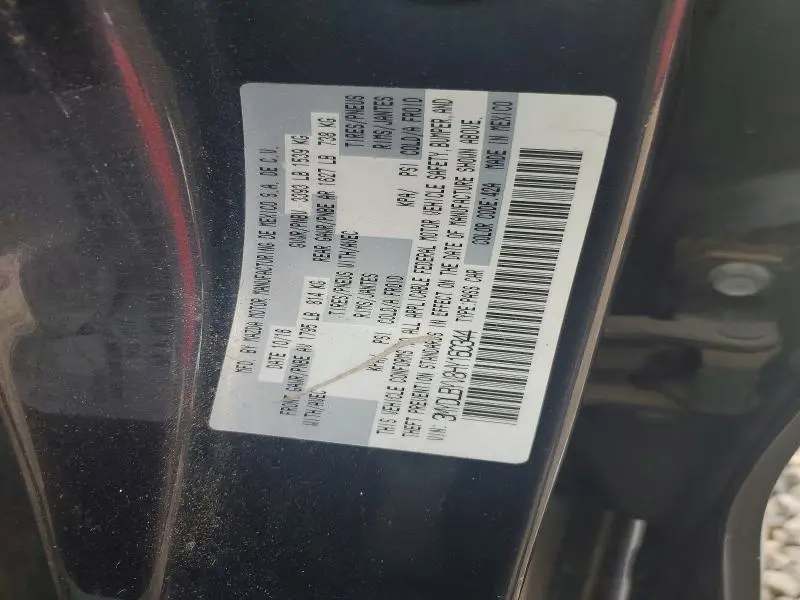 MFD. BY MAZDA MOTOR MANUFACTURING DE MEXICO S.A. DE C.V.
DATE 10/16 GVWR/PNBV 3393 LB 1539 KG
FRONT GAWR/PNBE AV 1795 LB 814 KG REAR GAWR/PNBE AR 1627 LB 738 KG
WITH/AVEC TIRES/PNEUS WITH/AVEC TIRES/PNEUS
RIMS/JANTES RIMS/JANTES
KPA/ PSI COLD/A FROID KPA/ PSI COLD/A FROID
THIS VEHICLE CONFORMS TO ALL APPLICABLE FEDERAL MOTOR VEHICLE SAFETY BUMPER, AND
THEFT PREVENTION STANDARDS IN EFFECT ON THE DATE OF MANUFACTURE SHOWN ABOVE.
COLOR CODE: 42A MADE IN MEXICO
VIN: 3MYDLBYV8HY160344 TYPE:PASS CAR